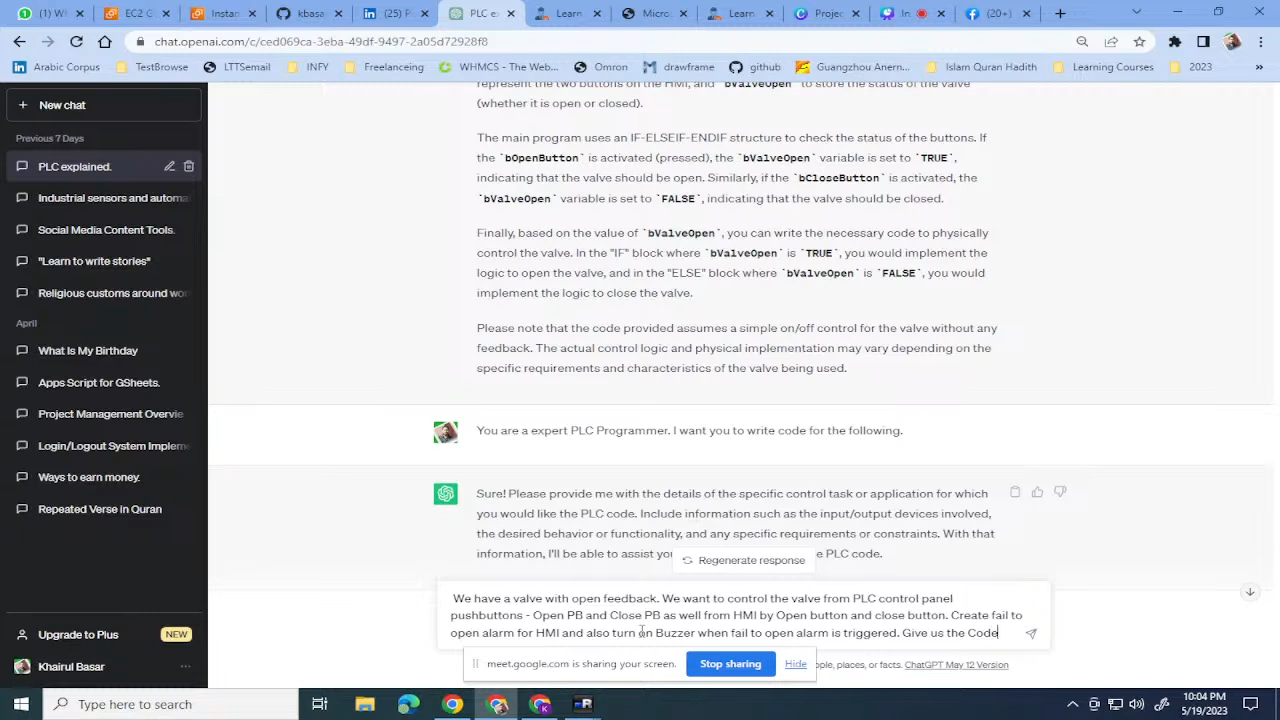 (1) W
EC2 G
Instan
kbasa
(25) P
PLC ex
Learn
Micro
Learn
Projec
In
(20+)
chat.openai.com/c/ced069ca-3eba-49df-9497-2a05d72928f8
Arabic Corpus
TestBrowse
LTTSemail
INFY
Freelanceing
WHMCS - The Web...
Omron
drawframe
github
Guangzhou Anern...
Islam Quran Hadith
Learning Courses
2023
»
New chat
Previous 7 Days
PLC explained.
Industrial sensors and automa
Social Media Content Tools.
"Learn to write stories"
Religious customs around wor
April
What Is My Birthday
Apps Script for GSheets.
Project Management Overvie
Login/Logout System Impleme
Ways to earn money.
Repeated Verse in Quran
Upgrade to Plus
NEW
Khairul Basar
represent the two buttons on the HMI, and `bValveOpen` to store the status of the valve
(whether it is open or closed).
The main program uses an IF-ELSEIF-ENDIF structure to check the status of the buttons. If
the `bOpenButton` is activated (pressed), the `bValveOpen` variable is set to `TRUE`,
indicating that the valve should be open. Similarly, if the `bCloseButton` is activated, the
`bValveOpen` variable is set to `FALSE`, indicating that the valve should be closed.
Finally, based on the value of `bValveOpen`, you can write the necessary code to physically
control the valve. In the "IF" block where `bValveOpen` is `TRUE`, you would implement the
logic to open the valve, and in the "ELSE" block where `bValveOpen` is `FALSE`, you would
implement the logic to close the valve.
Please note that the code provided assumes a simple on/off control for the valve without any
feedback. The actual control logic and physical implementation may vary depending on the
specific requirements and characteristics of the valve being used.
You are a expert PLC Programmer. I want you to write code for the following.
Sure! Please provide me with the details of the specific control task or application for which
you would like the PLC code. Include information such as the input/output devices involved,
the desired behavior or functionality, and any specific requirements or constraints. With that
information, I'll be able to assist you e PLC code.
Regenerate response
We have a valve with open feedback. We want to control the valve from PLC control panel
pushbuttons - Open PB and Close PB as well from HMI by Open button and close button. Create fail to
open alarm for HMI and also turn on Buzzer when fail to open alarm is triggered. Give us the Code
meet.google.com is sharing your screen.
Stop sharing
Hide
ople, places, or facts. ChatGPT May 12 Version
Type here to search
10:04 PM
5/19/2023